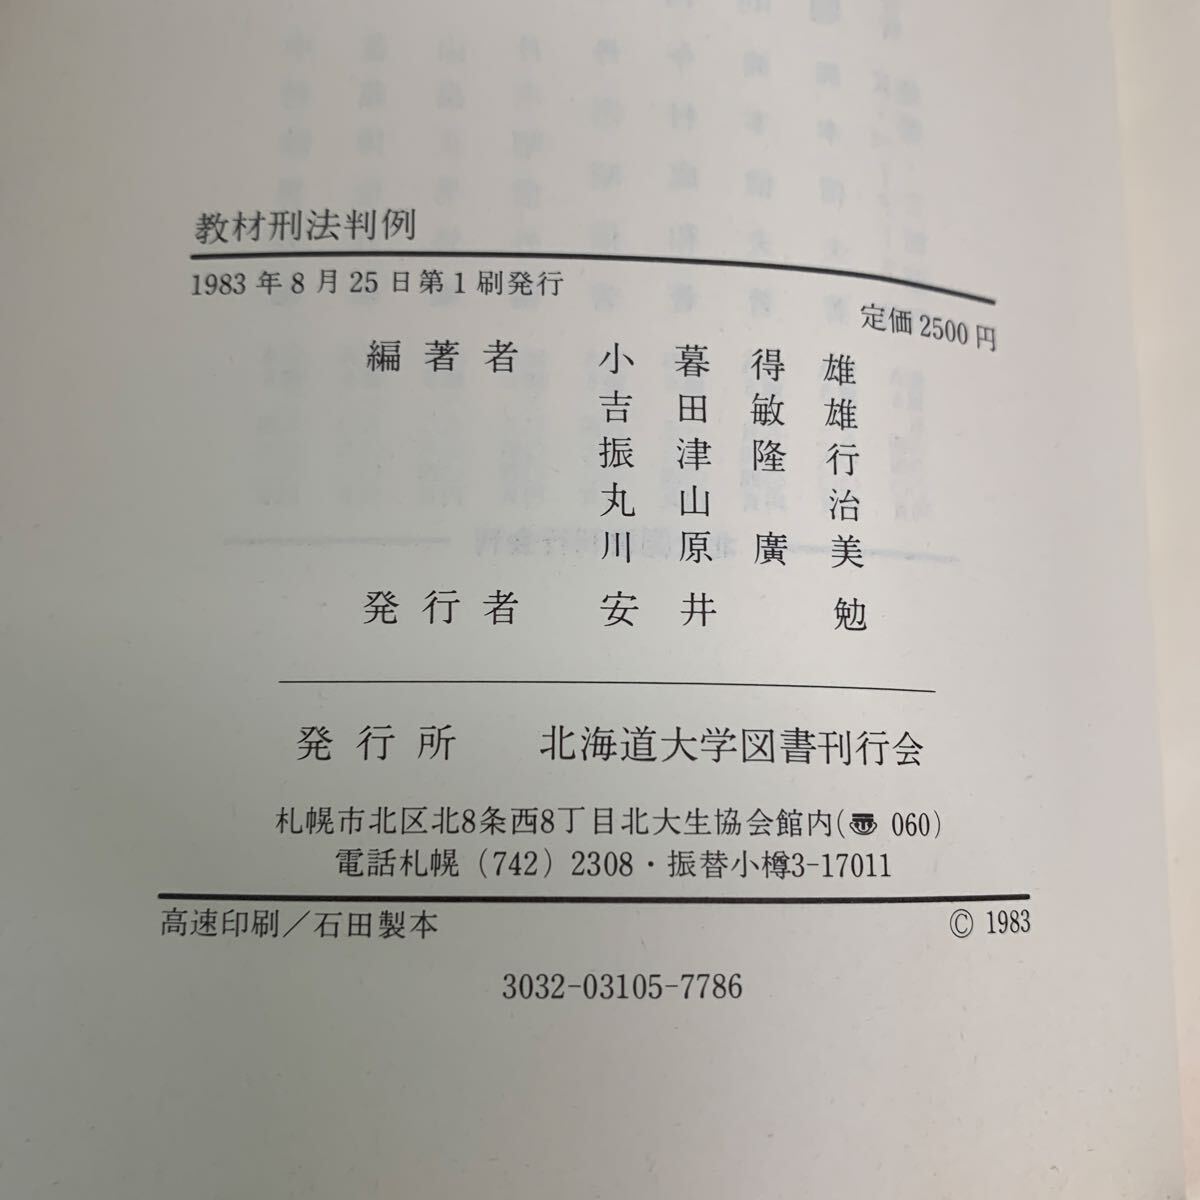 教材刑法判例
1983年8月25日第1刷発行
定価2500円
編著者 小暮得雄
吉田敏雄
振津隆行
丸山治
川原廣美
発行者 安井勉
発行所 北海道大学図書刊行会
札幌市北区北8条西8丁目北大生協会館内(〠 060)
電話札幌(742)2308・振替小樽3-17011
高速印刷/石田製本 © 1983
3032-03105-7786